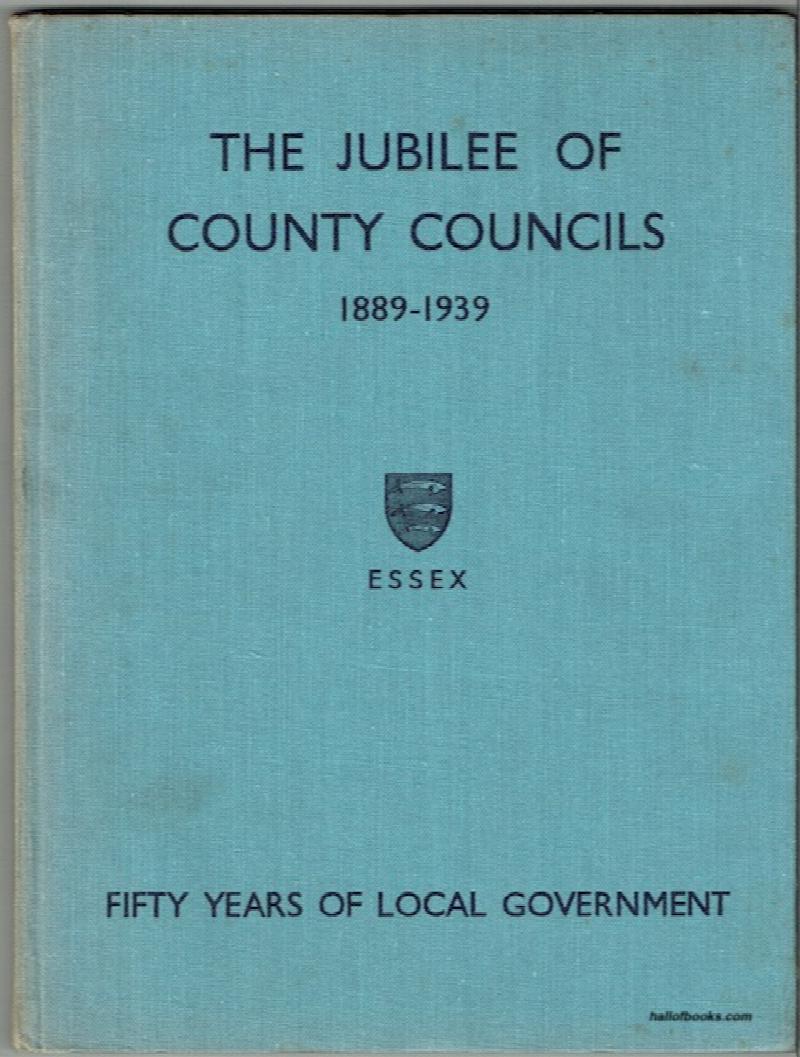 THE JUBILEE OF
COUNTY COUNCILS
1889-1939
ESSEX
FIFTY YEARS OF LOCAL GOVERNMENT
hallofbooks.com